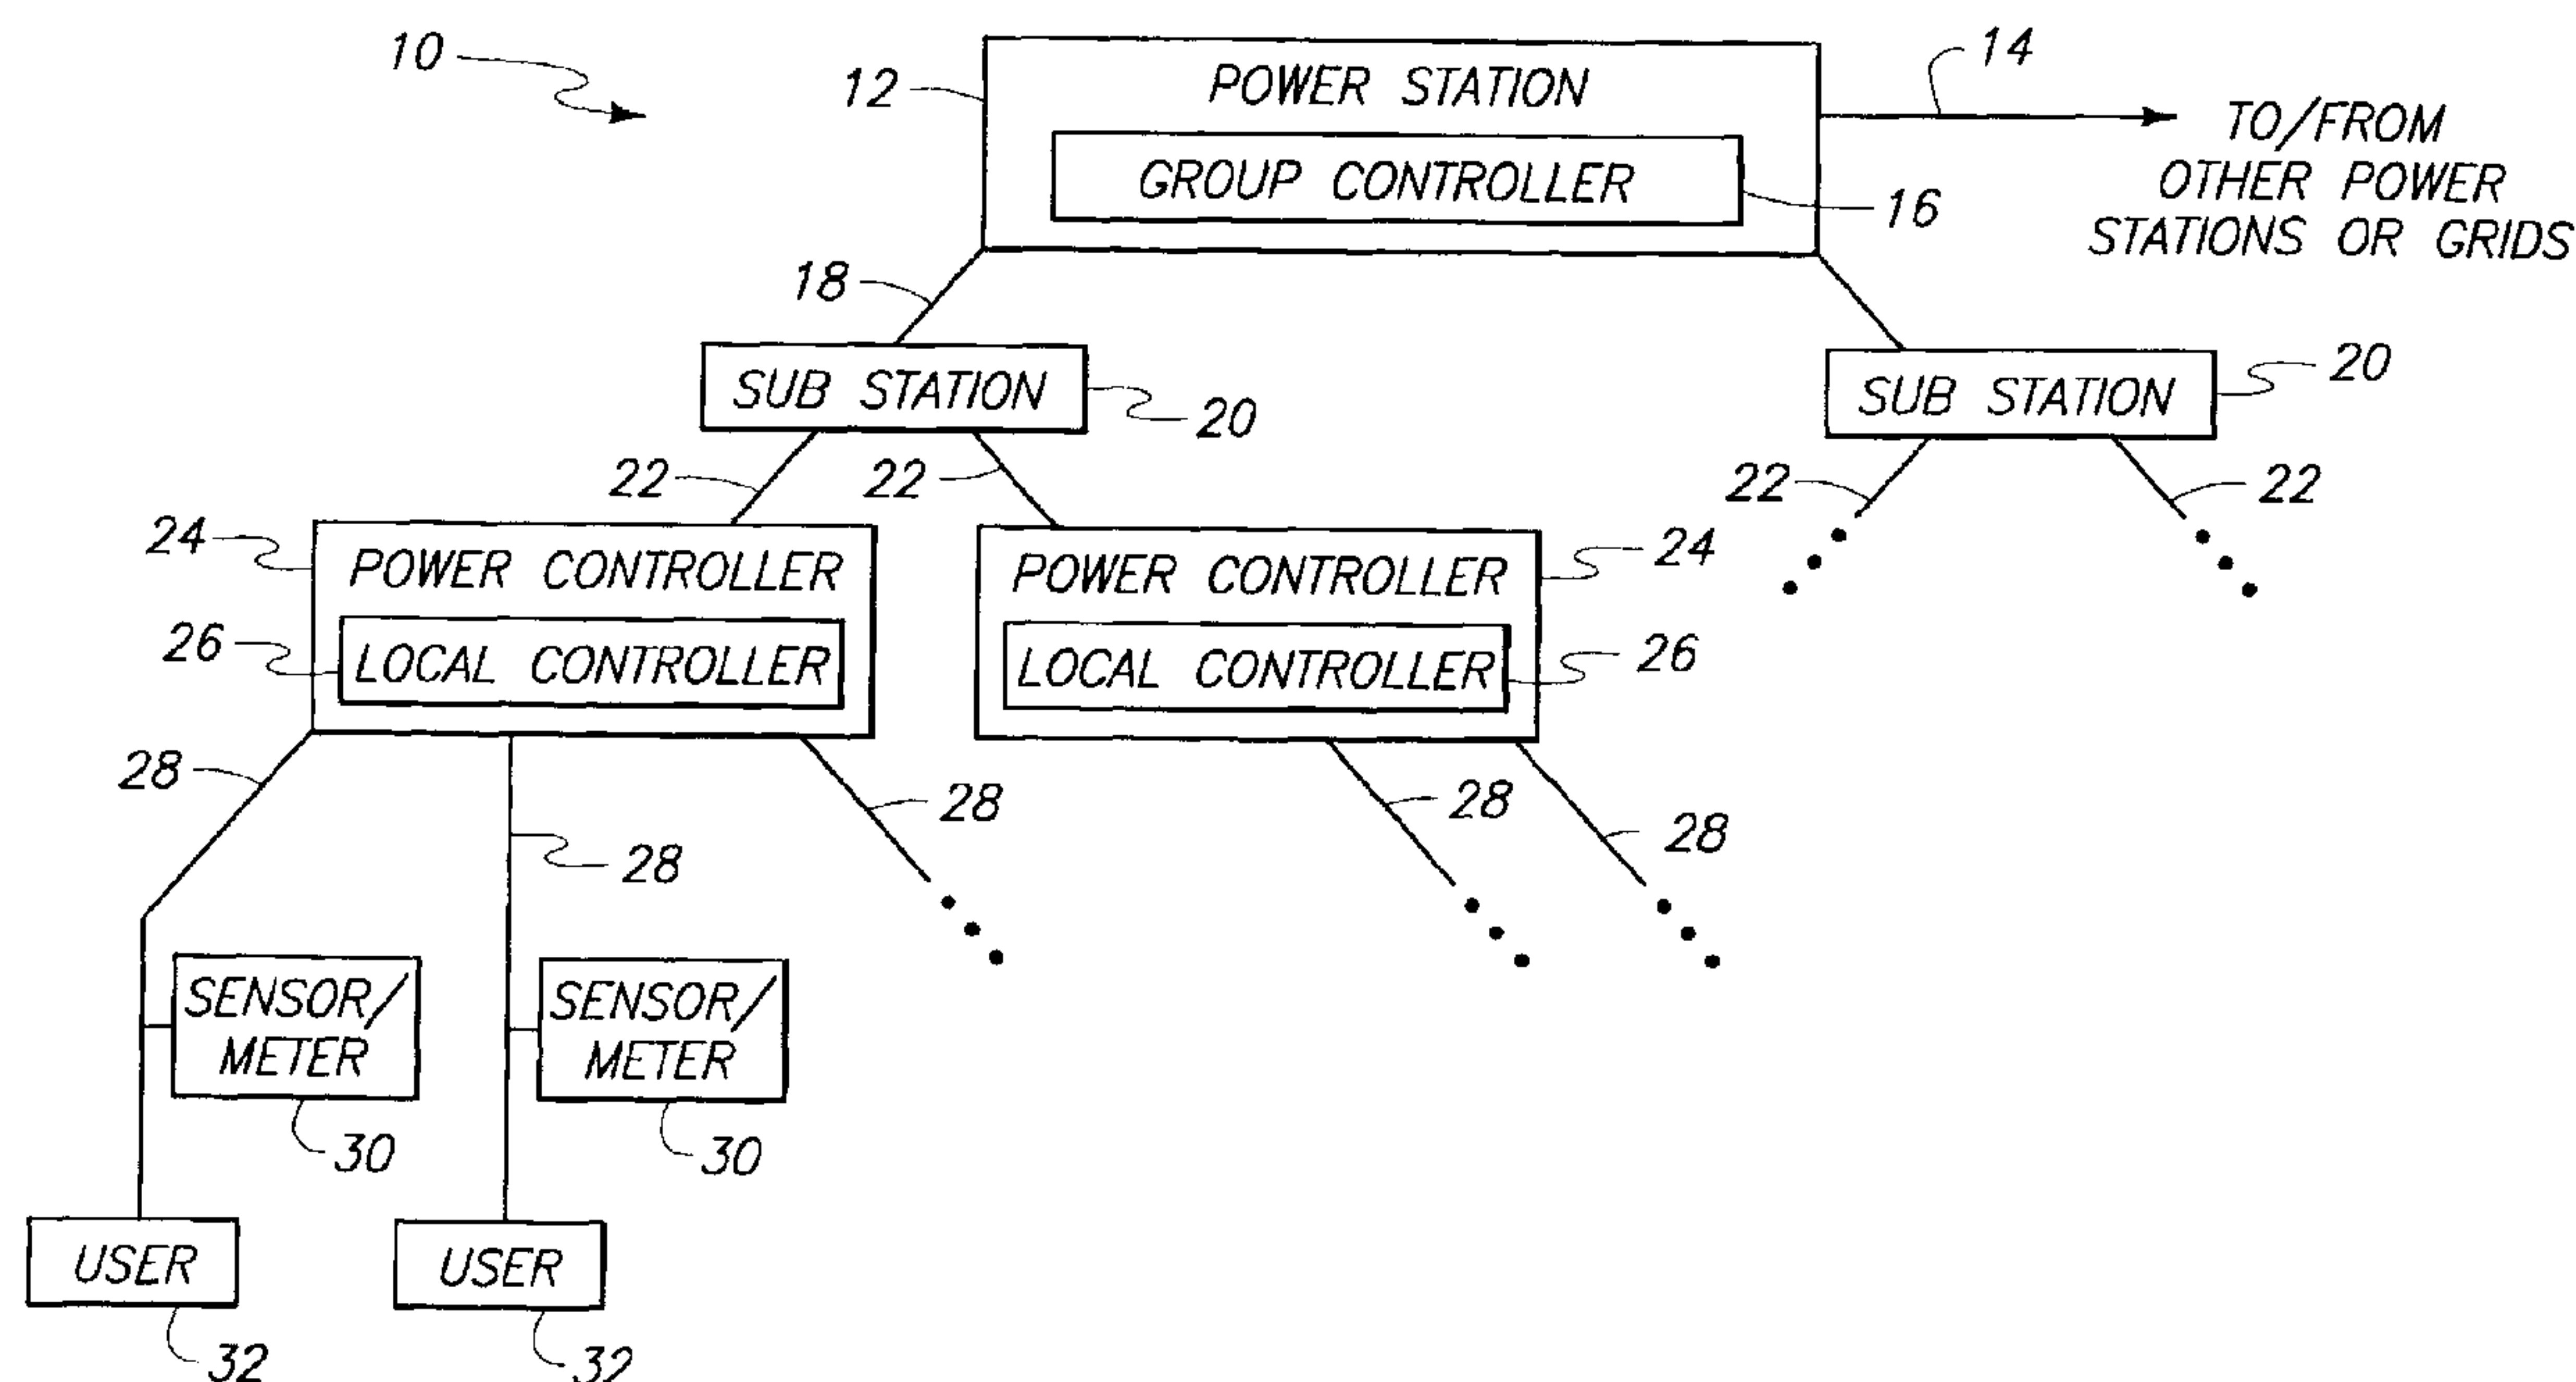 10
12
POWER STATION
14
TO/FROM
OTHER POWER
STATIONS OR GRIDS
GROUP CONTROLLER
16
18
SUB STATION
20
SUB STATION
20
22
22
22
22
24
POWER CONTROLLER
POWER CONTROLLER
24
26
LOCAL CONTROLLER
LOCAL CONTROLLER
26
28
28
28
28
28
SENSOR/
METER
SENSOR/
METER
30
30
USER
USER
32
32